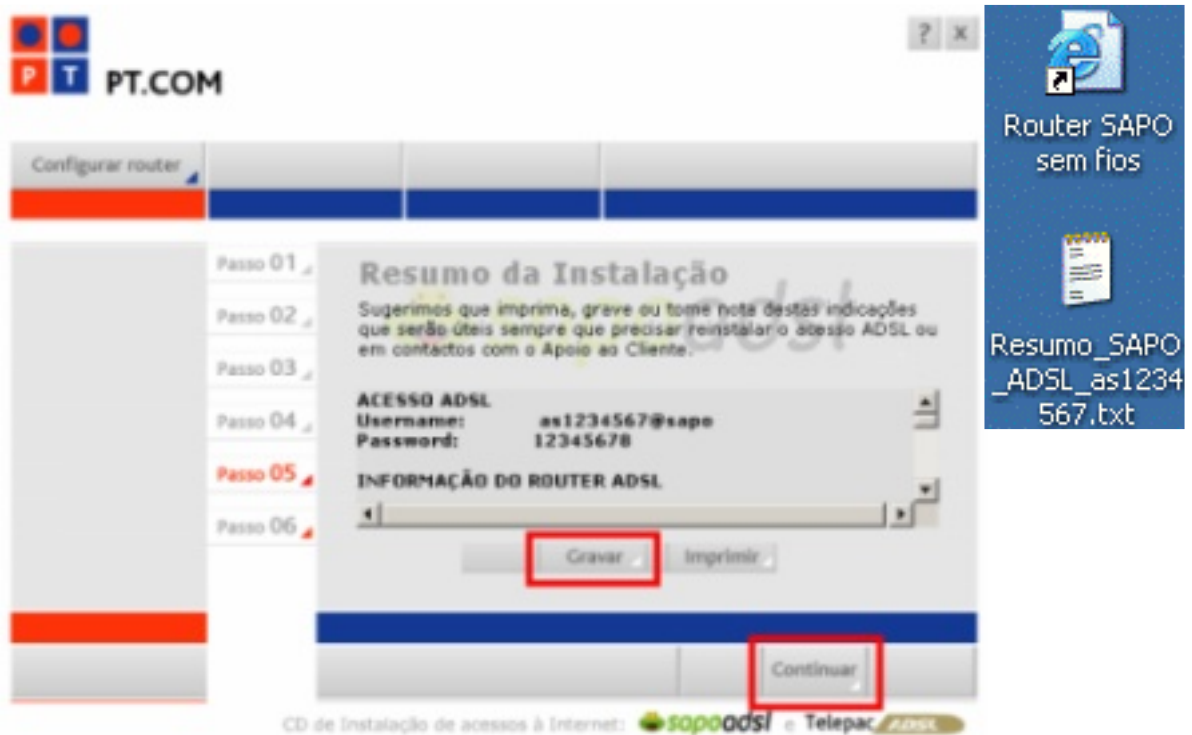 P T PT.COM
? x
Configurar router
Passo 01
Passo 02
Passo 03
Passo 04
Passo 05
Passo 06
Resumo da Instalação
adsl
Sugerimos que imprima, grave ou tome nota destas indicações
que serão úteis sempre que precisar reinstalar o acesso ADSL ou
em contactos com o Apoio ao Cliente.
ACESSO ADSL
Username: as1234567@sapo
Password: 12345678
INFORMAÇÃO DO ROUTER ADSL
Gravar
Imprimir
Continuar
CD de Instalação de acessos à Internet: sapoadsl e Telepac ADSL
Router SAPO
sem fios
Resumo_SAPO
_ADSL_as1234
567.txt